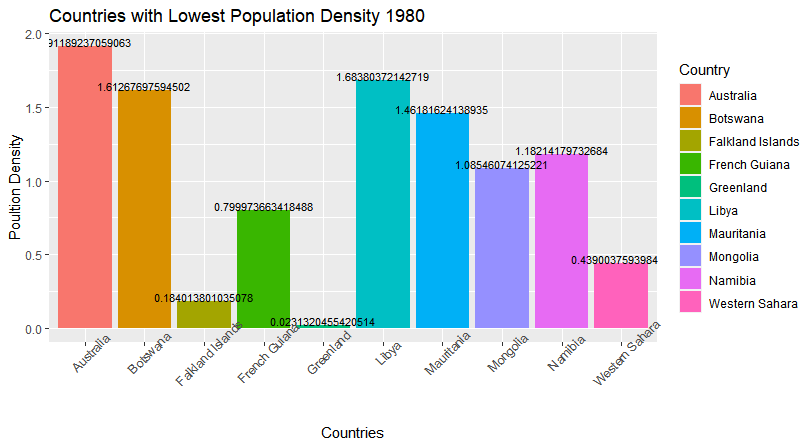 Countries with Lowest Population Density 1980
Poultion Density
2.0
1.5
1.0
0.5
0.0
91189237059063
1.61267697594502
0.184013801035078
0.799973663418488
0.0231320455420514
1.68380372142719
1.46181624138935
1.08546074125221
1.18214179732684
0.4390037593984
Australia
Botswana
Falkland Islands
French Guiana
Greenland
Libya
Mauritania
Mongolia
Namibia
Western Sahara
Countries
Country
Australia
Botswana
Falkland Islands
French Guiana
Greenland
Libya
Mauritania
Mongolia
Namibia
Western Sahara